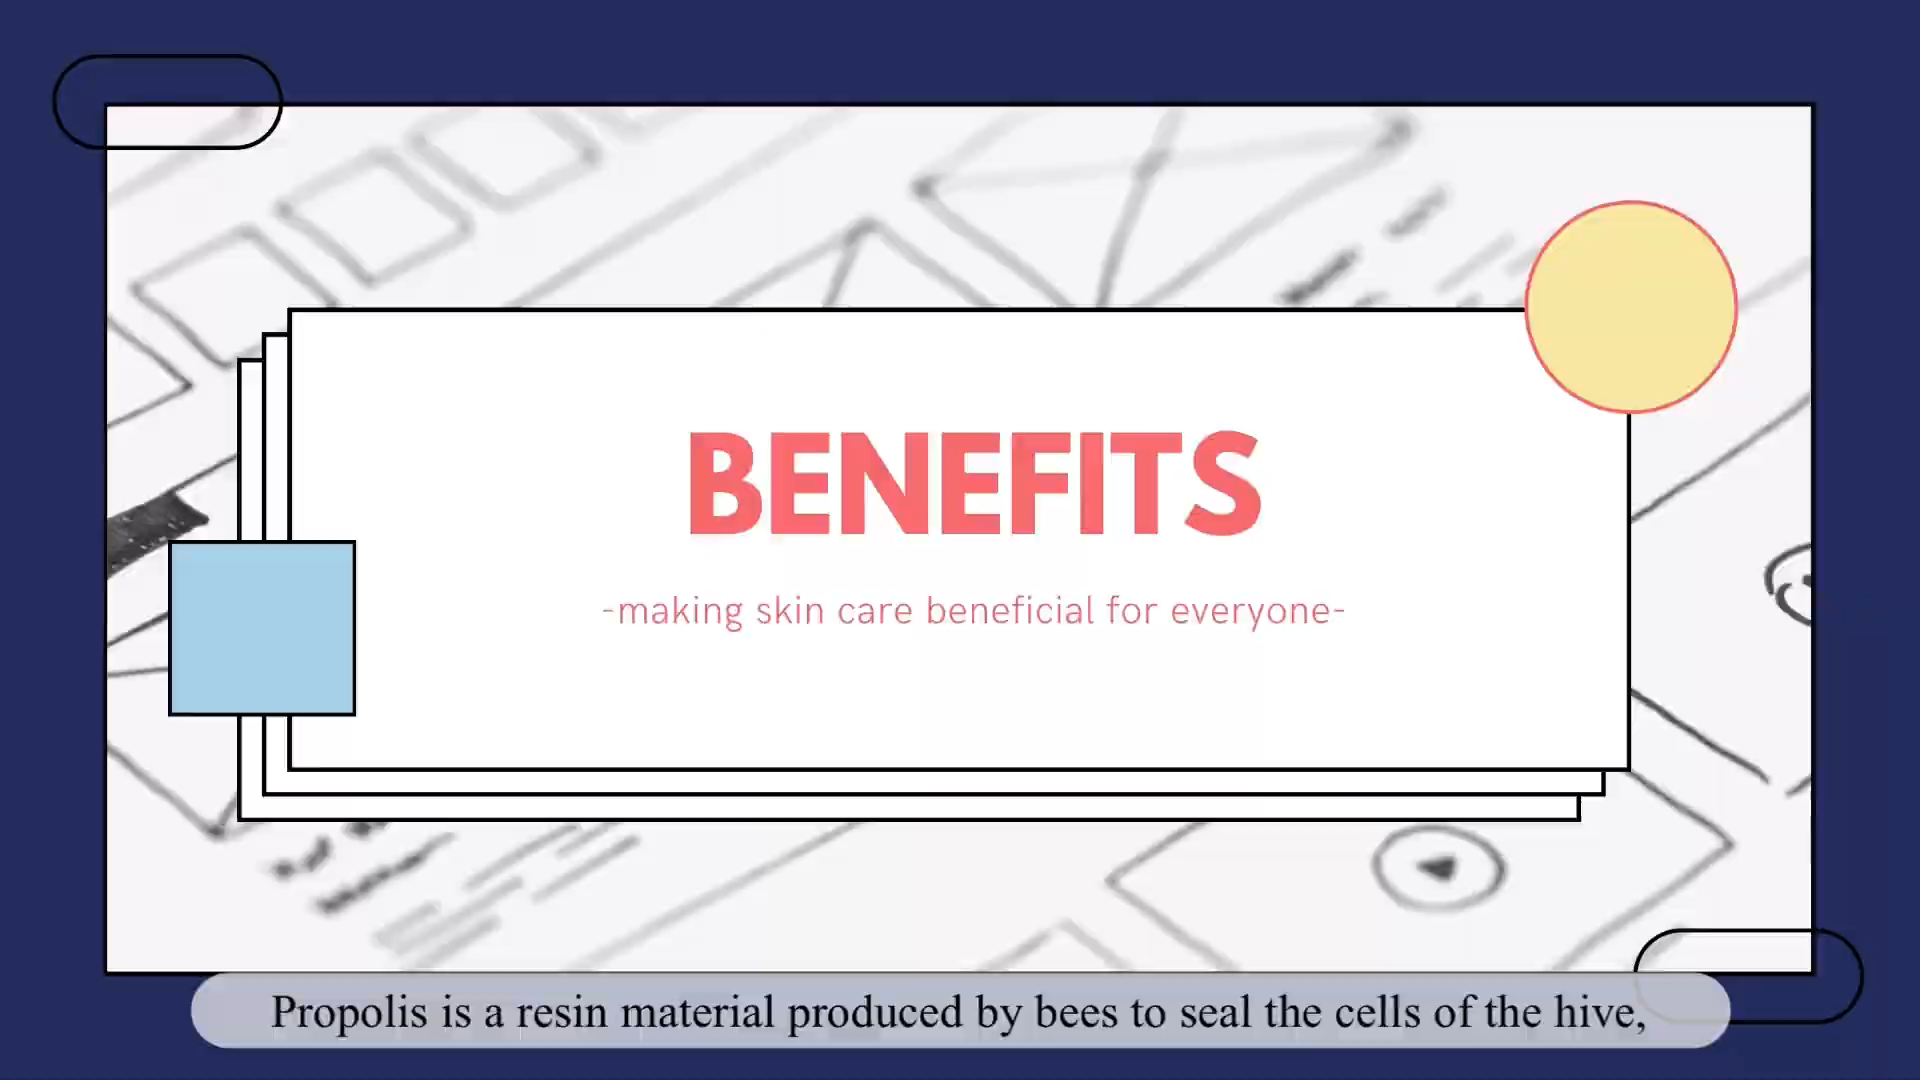 BENEFITS
-making skin care beneficial for everyone-
Propolis is a resin material produced by bees to seal the cells of the hive,